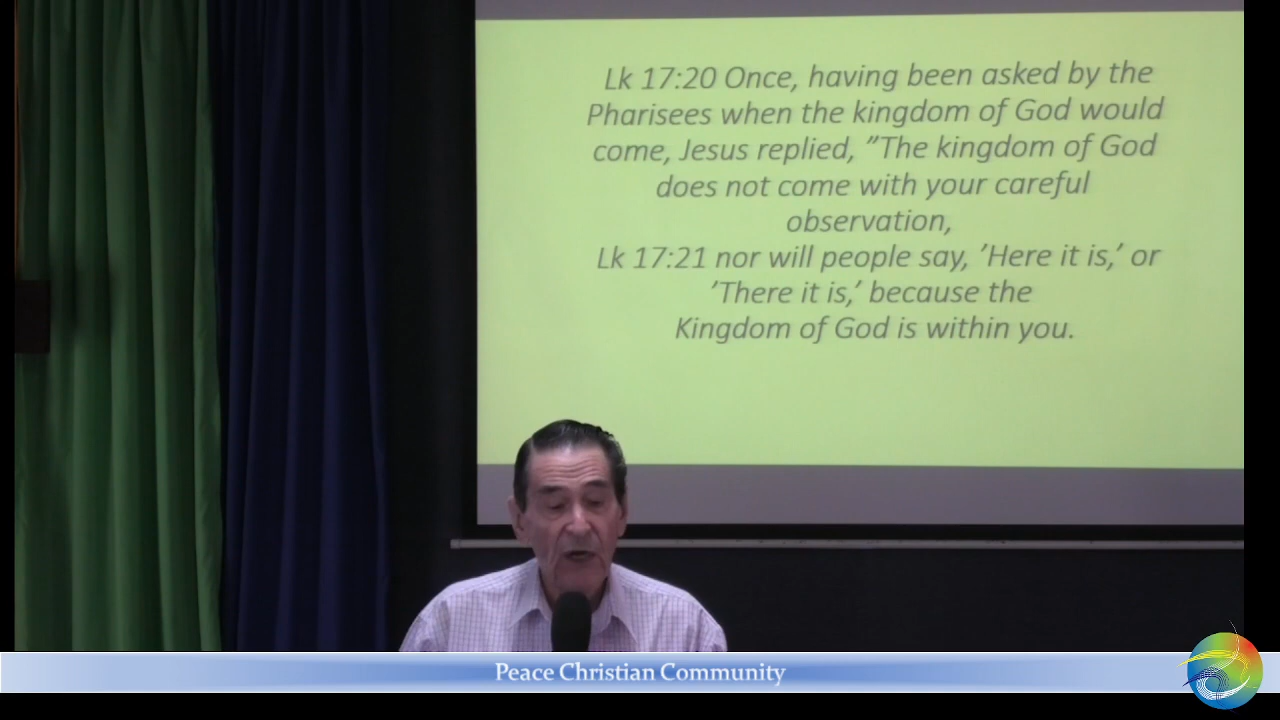 Lk 17:20 Once, having been asked by the
Pharisees when the kingdom of God would
come, Jesus replied, ”The kingdom of God
does not come with your careful
observation,
Lk 17:21 nor will people say, ’Here it is,’ or
’There it is,’ because the
Kingdom of God is within you.
Peace Christian Community